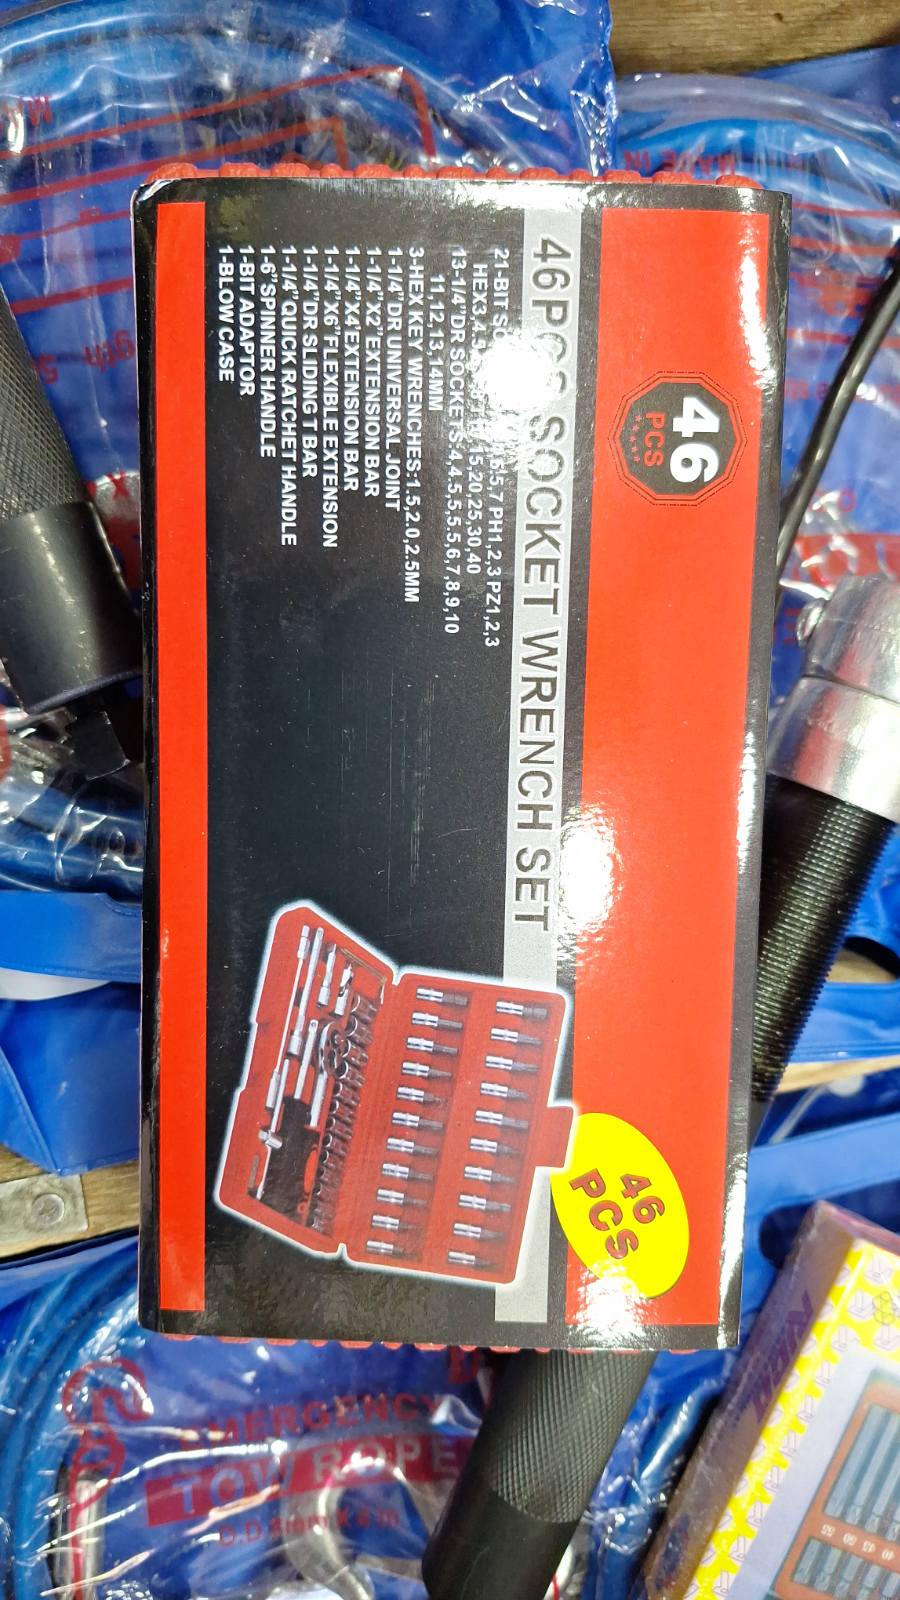 46
PCS
46PCS SOCKET WRENCH SET
5,7 PH1,2,3 PZ1,2,3
15,20,25,30,40
13-1/4"DR SOCKETS:4,4.5,5,5.5,6,7,8,9,10
11,12,13,14MM
3-HEX KEY WRENCHES:1.5,2.0,2.5MM
1-1/4"DR UNIVERSAL JOINT
1-1/4"X2"EXTENSION BAR
1-1/4"X4"EXTENSION BAR
1-1/4"X6"FLEXIBLE EXTENSION
1-1/4"DR SLIDING T BAR
1-1/4" QUICK RATCHET HANDLE
1-6"SPINNER HANDLE
1-BIT ADAPTOR
1-BLOW CASE
46
PCS
MADE IN
EMERGENCY
TOW ROPE